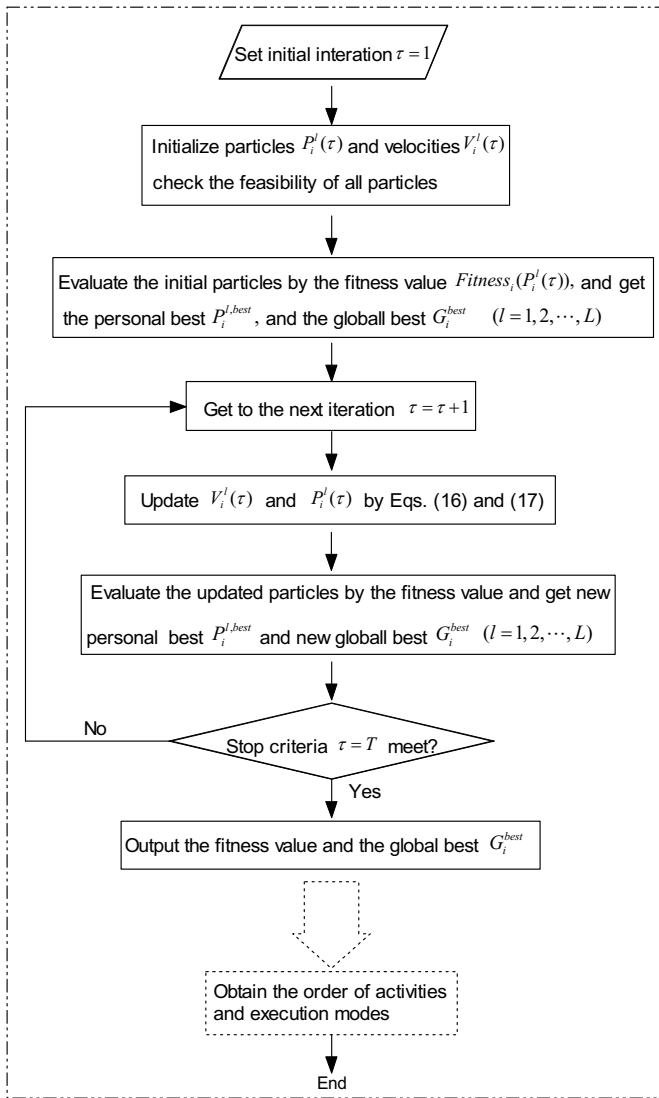 Set initial interation τ = 1
Initialize particles P_i^l(τ) and velocities V_i^l(τ)
check the feasibility of all particles
Evaluate the initial particles by the fitness value Fitness_i(P_i^l(τ)), and get
the personal best P_i^{l,best}, and the globall best G_i^{best} (l = 1, 2, ⋯, L)
Get to the next iteration τ = τ + 1
Update V_i^l(τ) and P_i^l(τ) by Eqs. (16) and (17)
Evaluate the updated particles by the fitness value and get new
personal best P_i^{l,best} and new globall best G_i^{best} (l = 1, 2, ⋯, L)
No
Stop criteria τ = T meet?
Yes
Output the fitness value and the global best G_i^{best}
Obtain the order of activities
and execution modes
End